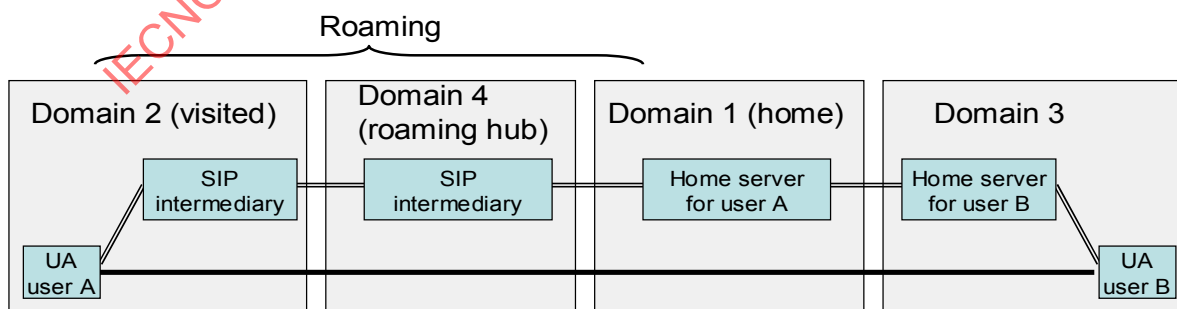 Roaming
IECNO
Domain 2 (visited)
Domain 4
(roaming hub)
Domain 1 (home)
Domain 3
SIP
intermediary
SIP
intermediary
Home server
for user A
Home server
for user B
UA
user A
UA
user B